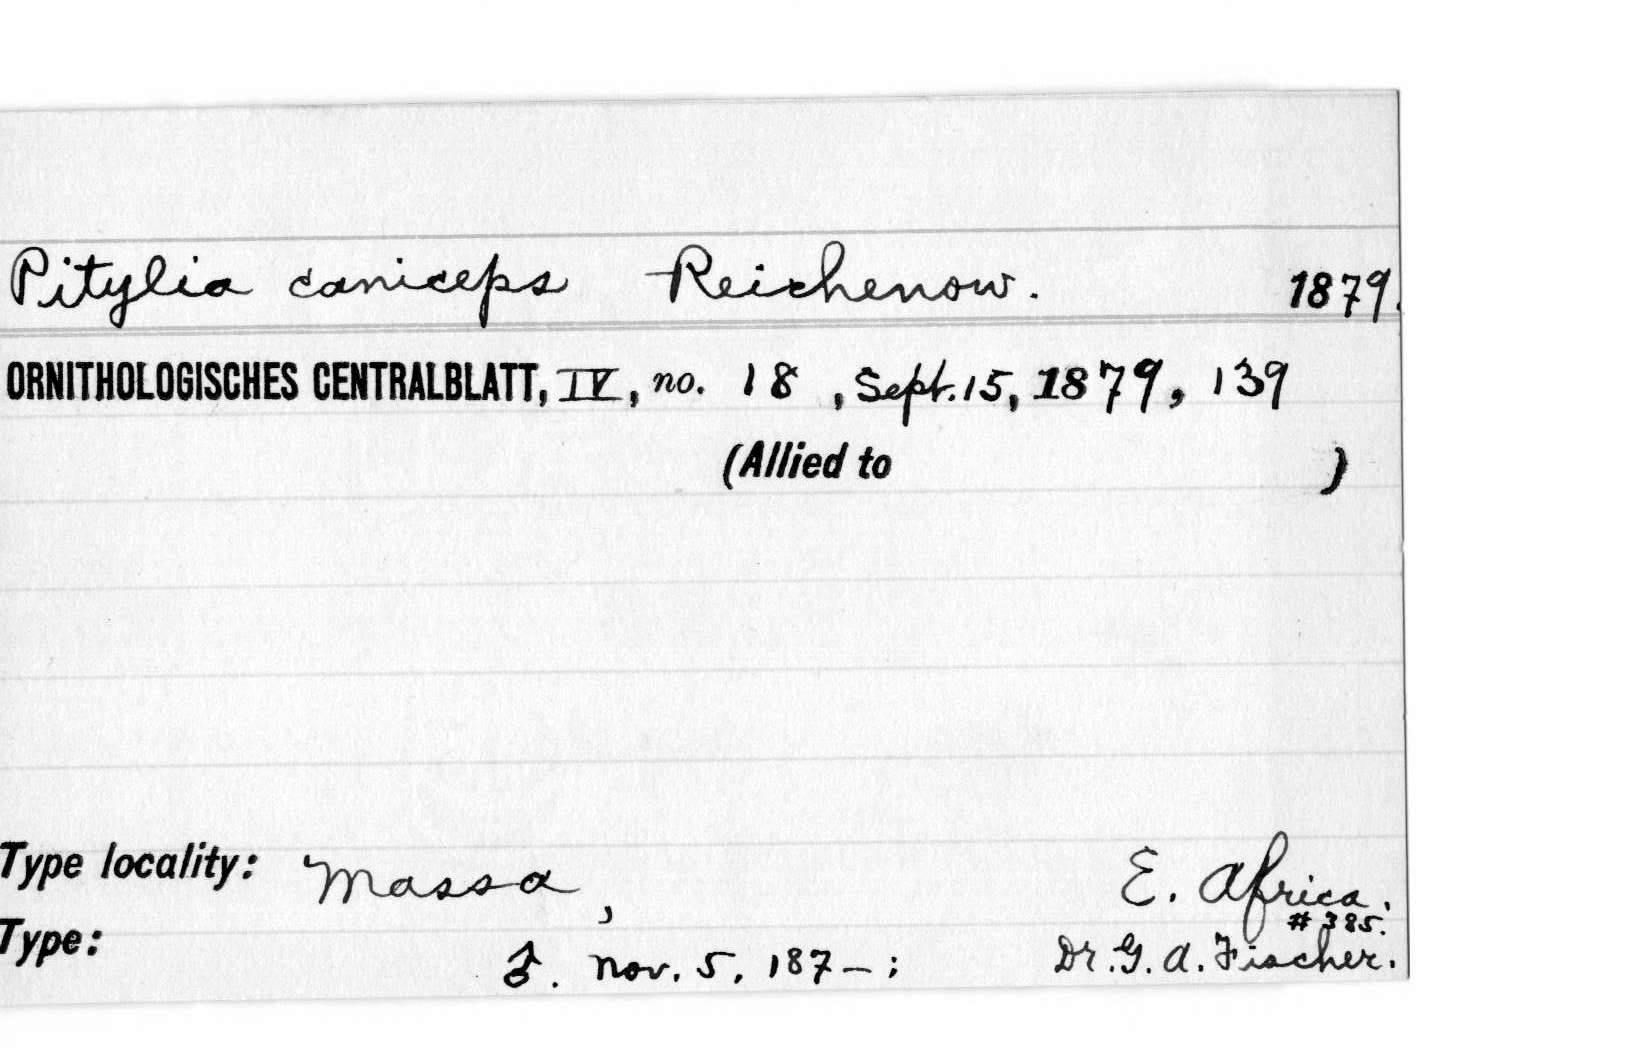 Pitylia caniceps Reichenow. 1879.
ORNITHOLOGISCHES CENTRALBLATT, IV, no. 18, Sept. 15, 1879, 139
(Allied to )
Type locality: Massa, E. Africa.
#385.
Type: ♂. Nov. 5, 187–; Dr. G. A. Fischer.